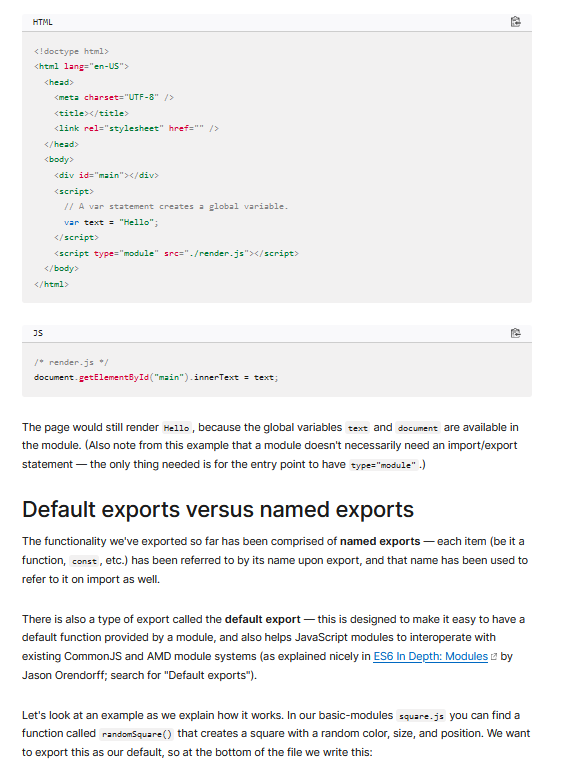 HTML
<!doctype html>
<html lang="en-US">
  <head>
    <meta charset="UTF-8" />
    <title></title>
    <link rel="stylesheet" href="" />
  </head>
  <body>
    <div id="main"></div>
    <script>
      // A var statement creates a global variable.
      var text = "Hello";
    </script>
    <script type="module" src="./render.js"></script>
  </body>
</html>
JS
/* render.js */
document.getElementById("main").innerText = text;
The page would still render Hello, because the global variables text and document are available in
the module. (Also note from this example that a module doesn't necessarily need an import/export
statement — the only thing needed is for the entry point to have type="module".)
Default exports versus named exports
The functionality we've exported so far has been comprised of named exports — each item (be it a
function, const, etc.) has been referred to by its name upon export, and that name has been used to
refer to it on import as well.
There is also a type of export called the default export — this is designed to make it easy to have a
default function provided by a module, and also helps JavaScript modules to interoperate with
existing CommonJS and AMD module systems (as explained nicely in ES6 In Depth: Modules by
Jason Orendorff; search for "Default exports").
Let's look at an example as we explain how it works. In our basic-modules square.js you can find a
function called randomSquare() that creates a square with a random color, size, and position. We want
to export this as our default, so at the bottom of the file we write this: